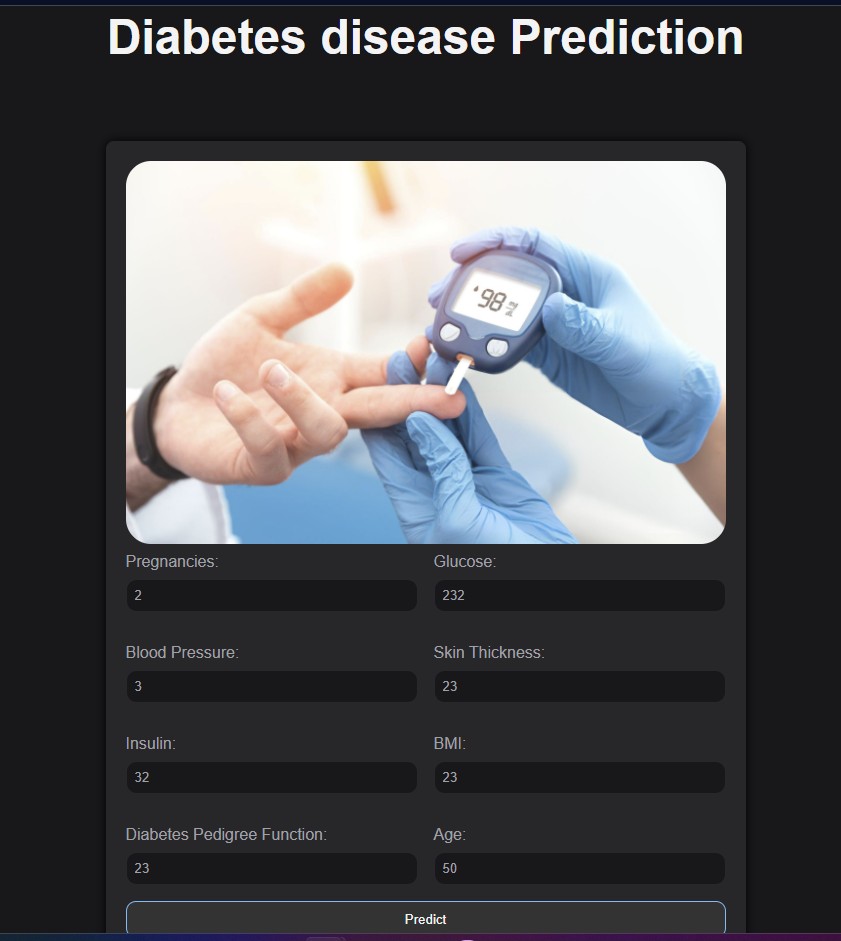 Diabetes disease Prediction
98
Pregnancies:
Glucose:
2
232
Blood Pressure:
Skin Thickness:
3
23
Insulin:
BMI:
32
23
Diabetes Pedigree Function:
Age:
23
50
Predict